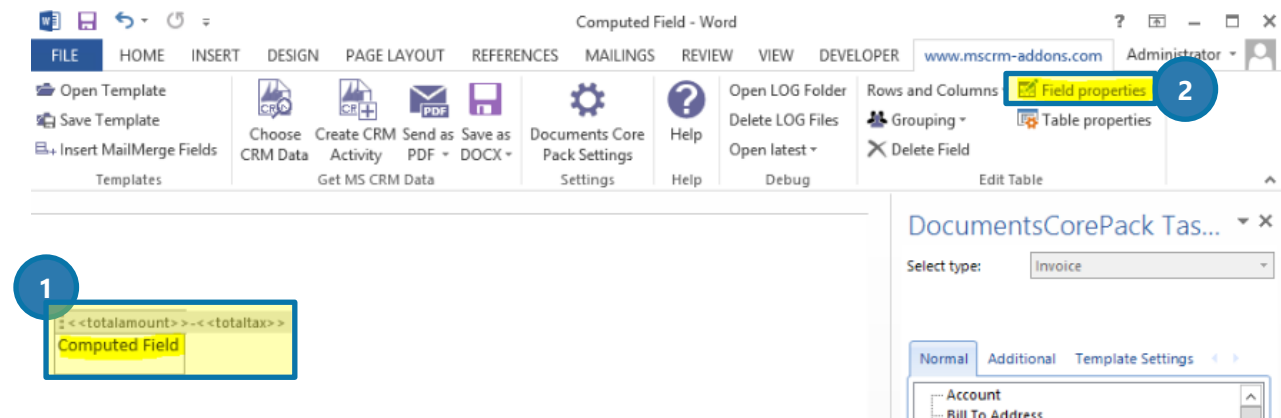 Computed Field - Word
FILE HOME INSERT DESIGN PAGE LAYOUT REFERENCES MAILINGS REVIEW VIEW DEVELOPER www.mscrm-addons.com Administrator
Open Template
Save Template
Insert MailMerge Fields
Templates
Choose CRM Data
Create CRM Activity
Send as PDF
Save as DOCX
Get MS CRM Data
Documents Core Pack Settings
Settings
Help
Help
Open LOG Folder
Delete LOG Files
Open latest
Debug
Rows and Columns
Grouping
Delete Field
Field properties
2
Table properties
Edit Table
DocumentsCorePack Tas...
Select type: Invoice
1
<<totalamount>>-<<totaltax>>
Computed Field
Normal Additional Template Settings
Account
Bill To Address